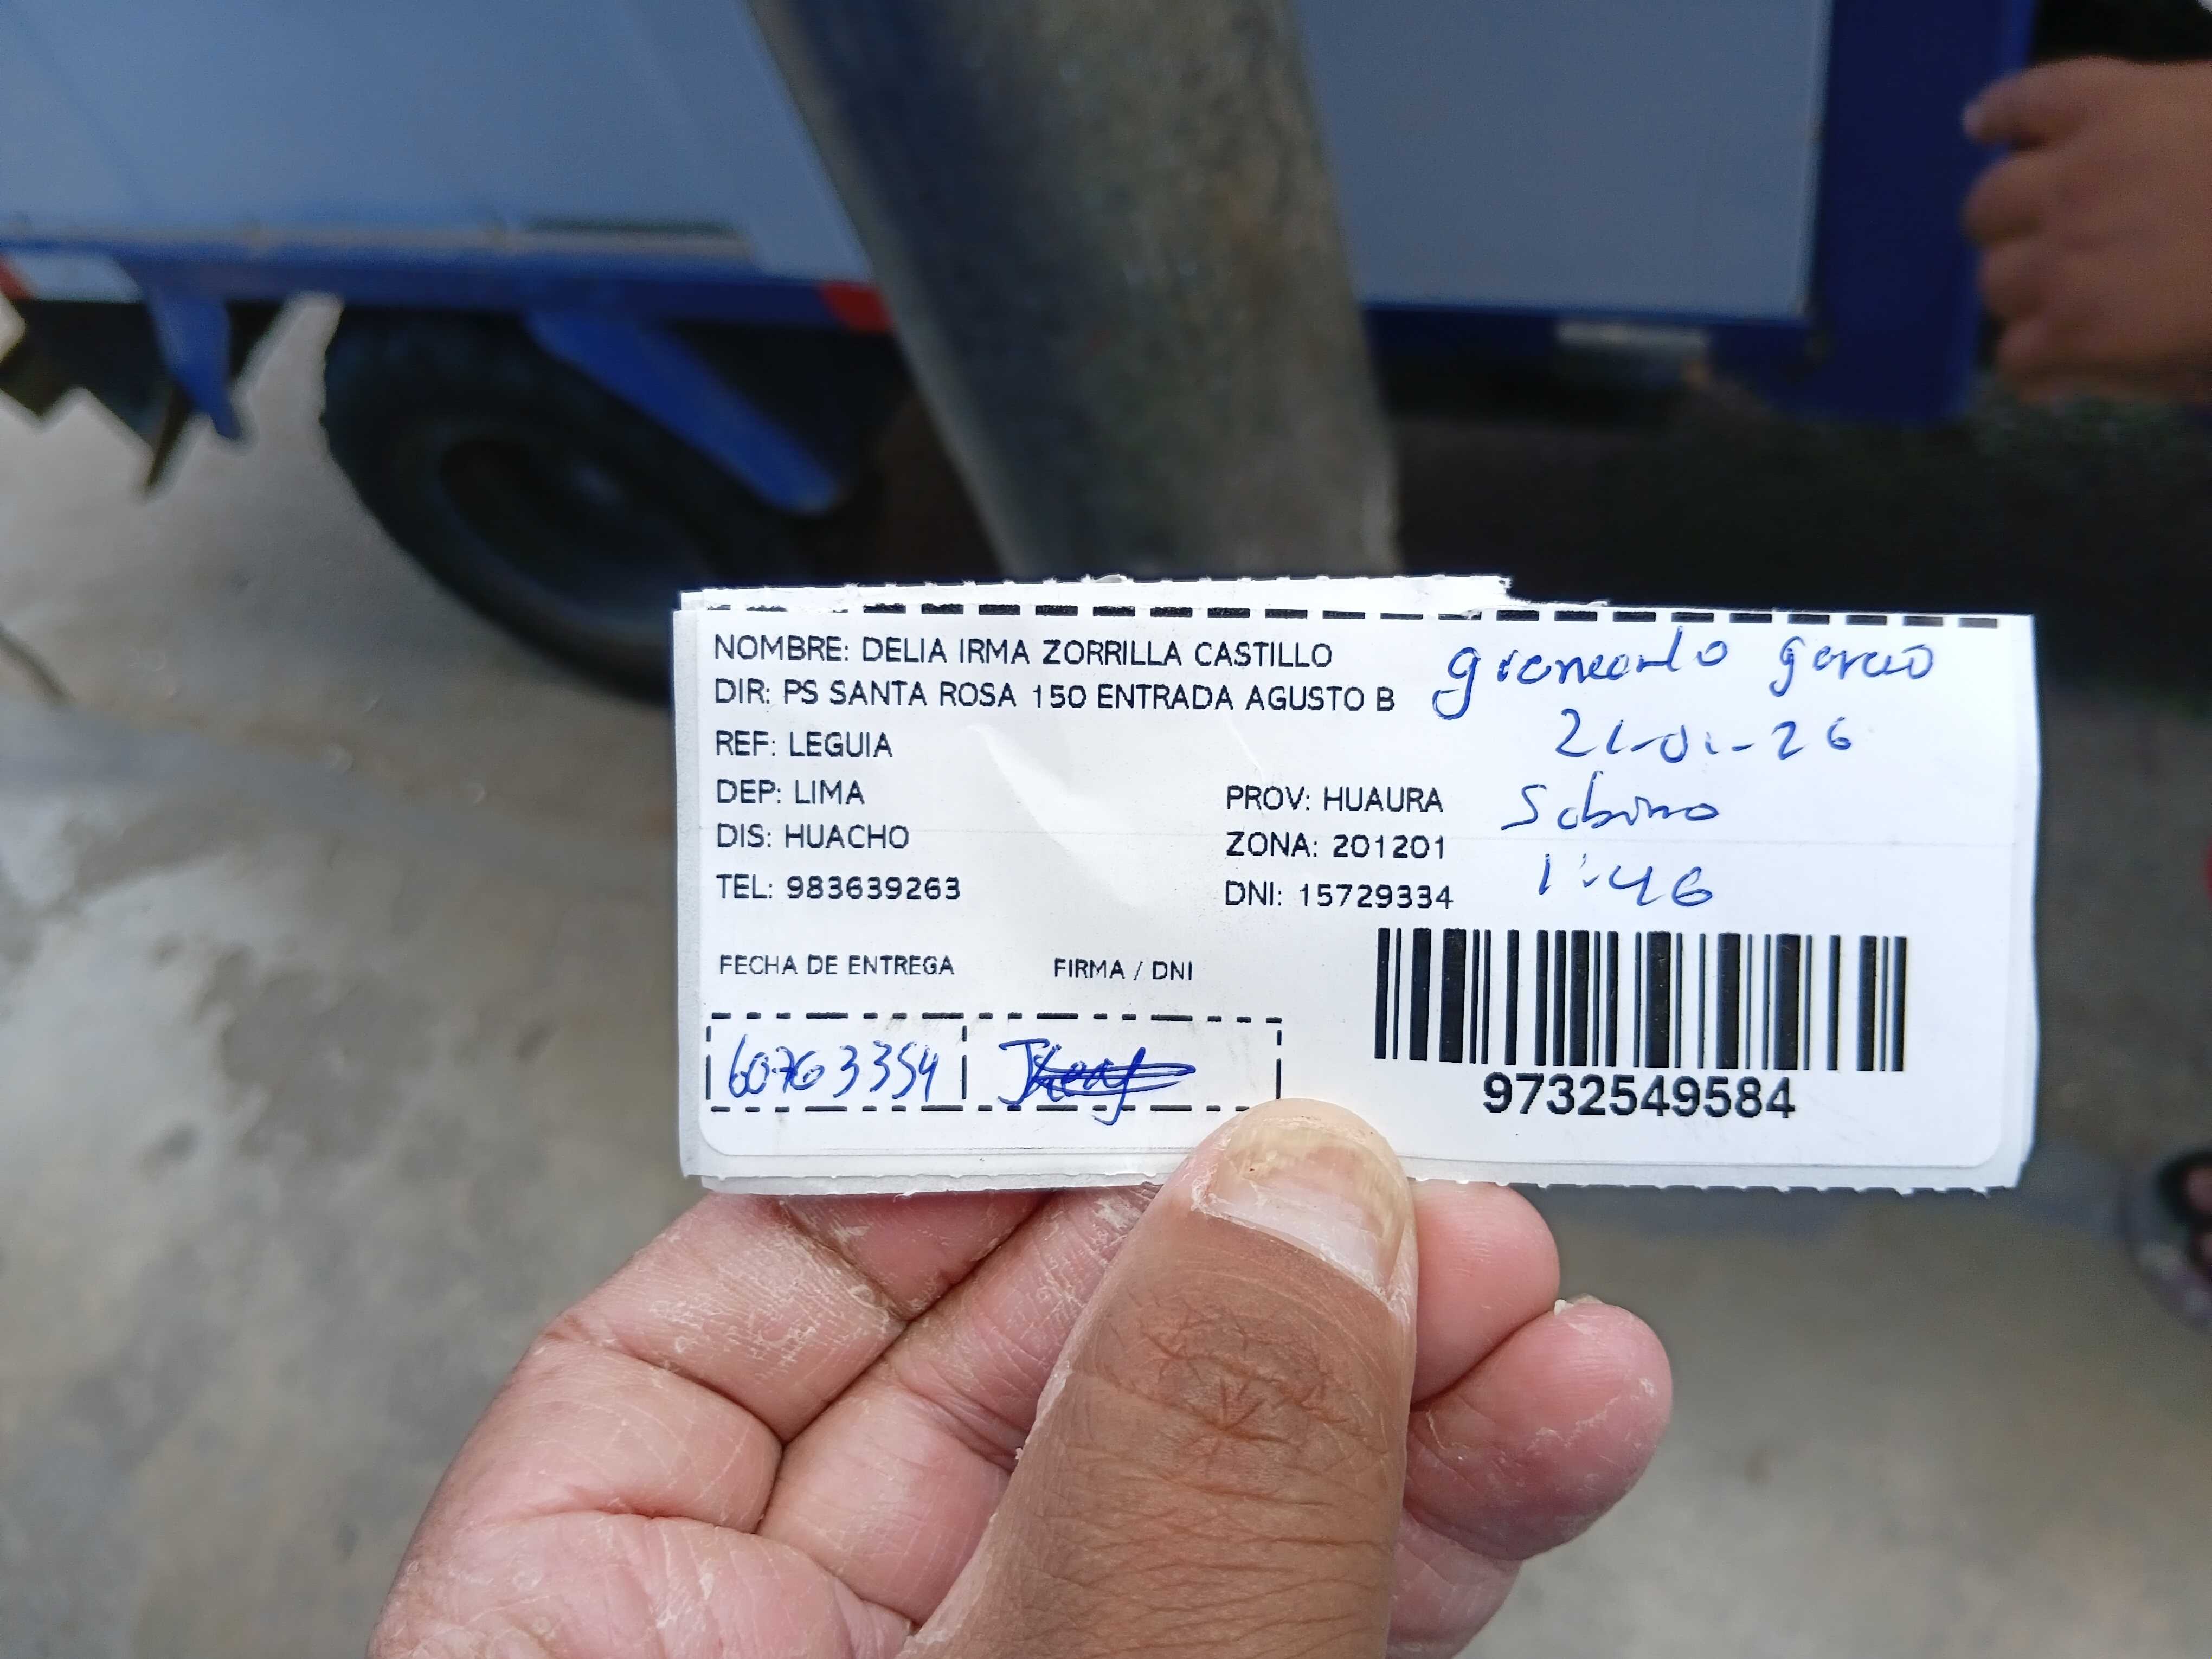 NOMBRE: DELIA IRMA ZORRILLA CASTILLO
DIR: PS SANTA ROSA 150 ENTRADA AGUSTO B
REF: LEGUIA
DEP: LIMA
PROV: HUAURA
DIS: HUACHO
ZONA: 201201
TEL: 983639263
DNI: 15729334
21-01-26
Sobrino
1:46
FECHA DE ENTREGA
FIRMA / DNI
60763354
9732549584